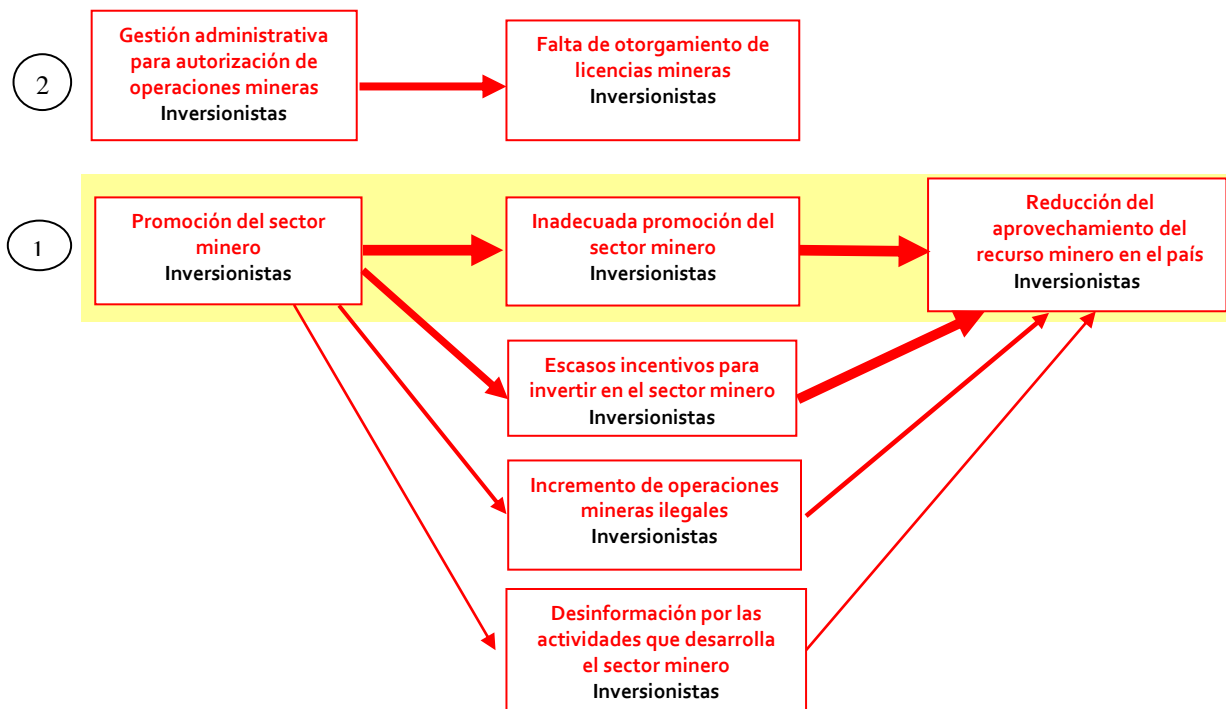 2
Gestión administrativa
para autorización de
operaciones mineras
Inversionistas
Falta de otorgamiento de
licencias mineras
Inversionistas
1
Promoción del sector
minero
Inversionistas
Inadecuada promoción del
sector minero
Inversionistas
Reducción del
aprovechamiento del
recurso minero en el país
Inversionistas
Escasos incentivos para
invertir en el sector minero
Inversionistas
Incremento de operaciones
mineras ilegales
Inversionistas
Desinformación por las
actividades que desarrolla
el sector minero
Inversionistas